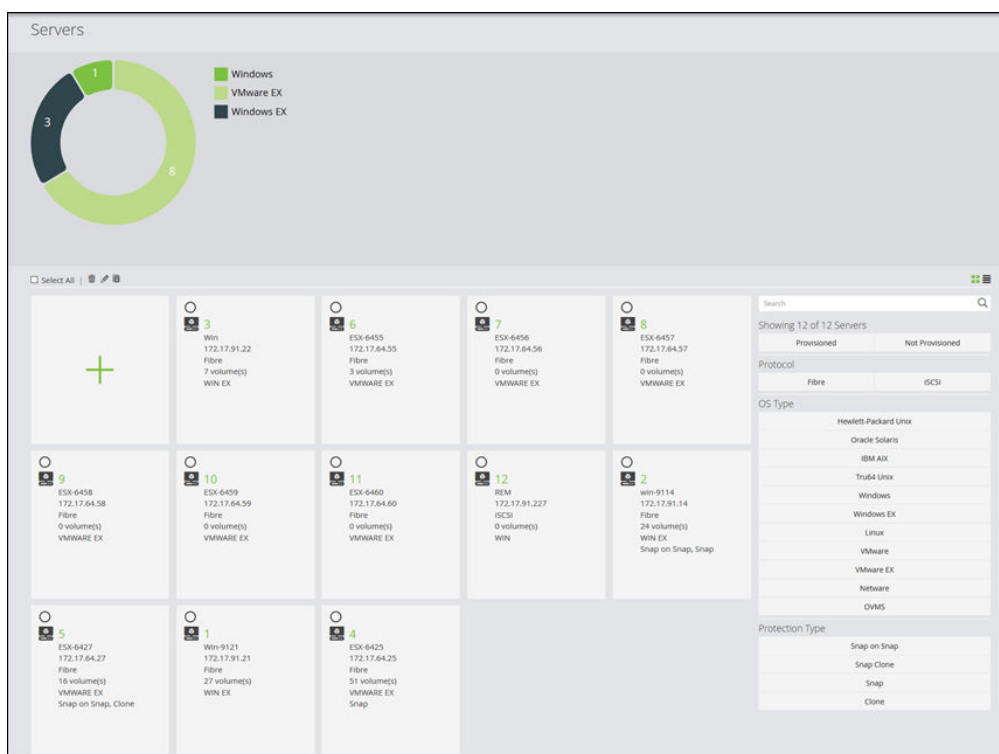 Servers
1
3
8
Windows
VMware EX
Windows EX
Select All |
3
Win
172.17.91.22
Fibre
7 volume(s)
WIN EX
6
ESX-6455
172.17.64.55
Fibre
3 volume(s)
VMWARE EX
7
ESX-6456
172.17.64.56
Fibre
0 volume(s)
VMWARE EX
8
ESX-6457
172.17.64.57
Fibre
0 volume(s)
VMWARE EX
9
ESX-6458
172.17.64.58
Fibre
0 volume(s)
VMWARE EX
10
ESX-6459
172.17.64.59
Fibre
0 volume(s)
VMWARE EX
11
ESX-6460
172.17.64.60
Fibre
0 volume(s)
VMWARE EX
12
REM
172.17.91.227
iSCSI
0 volume(s)
WIN
2
win-9114
172.17.91.14
Fibre
24 volume(s)
WIN EX
Snap on Snap, Snap
5
ESX-6427
172.17.64.27
Fibre
16 volume(s)
VMWARE EX
Snap on Snap, Clone
1
Win-9121
172.17.91.21
Fibre
27 volume(s)
WIN EX
4
ESX-6425
172.17.64.25
Fibre
51 volume(s)
VMWARE EX
Snap
Search
Showing 12 of 12 Servers
Provisioned Not Provisioned
Protocol
Fibre iSCSI
OS Type
Hewlett-Packard Unix
Oracle Solaris
IBM AIX
Tru64 Unix
Windows
Windows EX
Linux
VMware
VMware EX
Netware
OVMS
Protection Type
Snap on Snap
Snap Clone
Snap
Clone